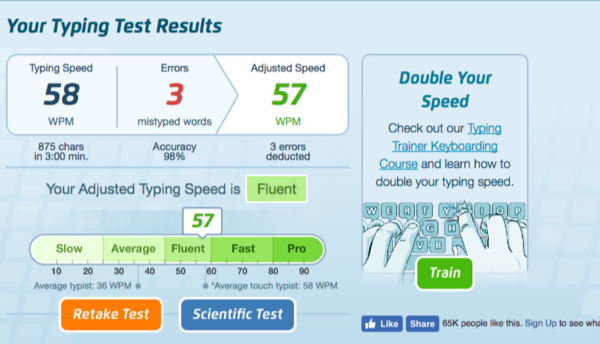 Your Typing Test Results
Typing Speed
58
WPM
875 chars
in 3:00 min.
Errors
3
mistyped words
Accuracy
98%
Adjusted Speed
57
WPM
3 errors
deducted
Your Adjusted Typing Speed is Fluent
57
Slow Average Fluent Fast Pro
10 20 30 40 50 60 70 80 90
Average typist: 36 WPM
*Average touch typist: 58 WPM
Retake Test
Scientific Test
Double Your
Speed
Check out our Typing
Trainer Keyboarding
Course and learn how to
double your typing speed.
W E R T Y I O P
G H
V B
Train
Like Share 65K people like this. Sign Up to see wha